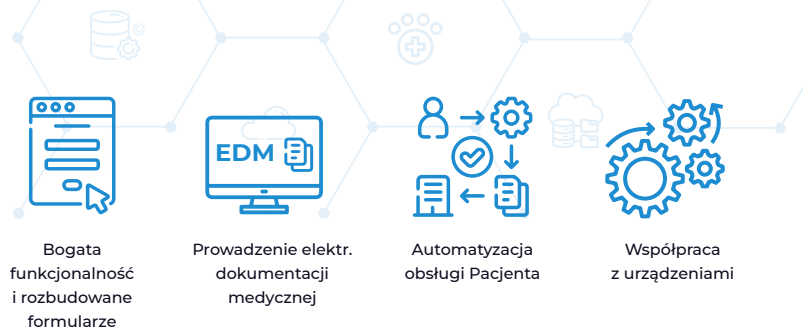 EDM
Bogata
funkcjonalność
i rozbudowane
formularze
Prowadzenie elektr.
dokumentacji
medycznej
Automatyzacja
obsługi Pacjenta
Współpraca
z urządzeniami